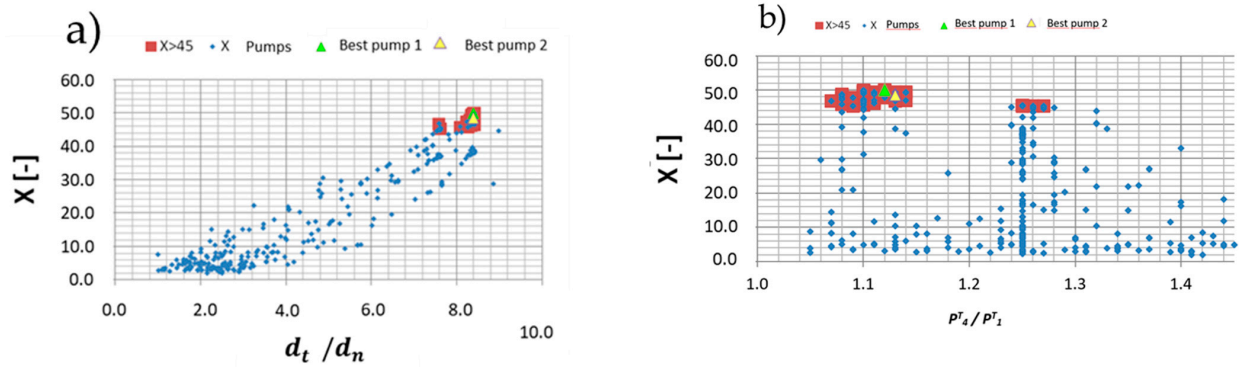 a)
X>45 X Pumps Best pump 1 Best pump 2
60.0
50.0
40.0
30.0
20.0
10.0
0.0
X [-]
0.0 2.0 4.0 6.0 8.0 10.0
d_t /d_n
b)
X>45 X Pumps Best pump 1 Best pump 2
60.0
50.0
40.0
30.0
20.0
10.0
0.0
X [-]
1.0 1.1 1.2 1.3 1.4
P^T_4 / P^T_1